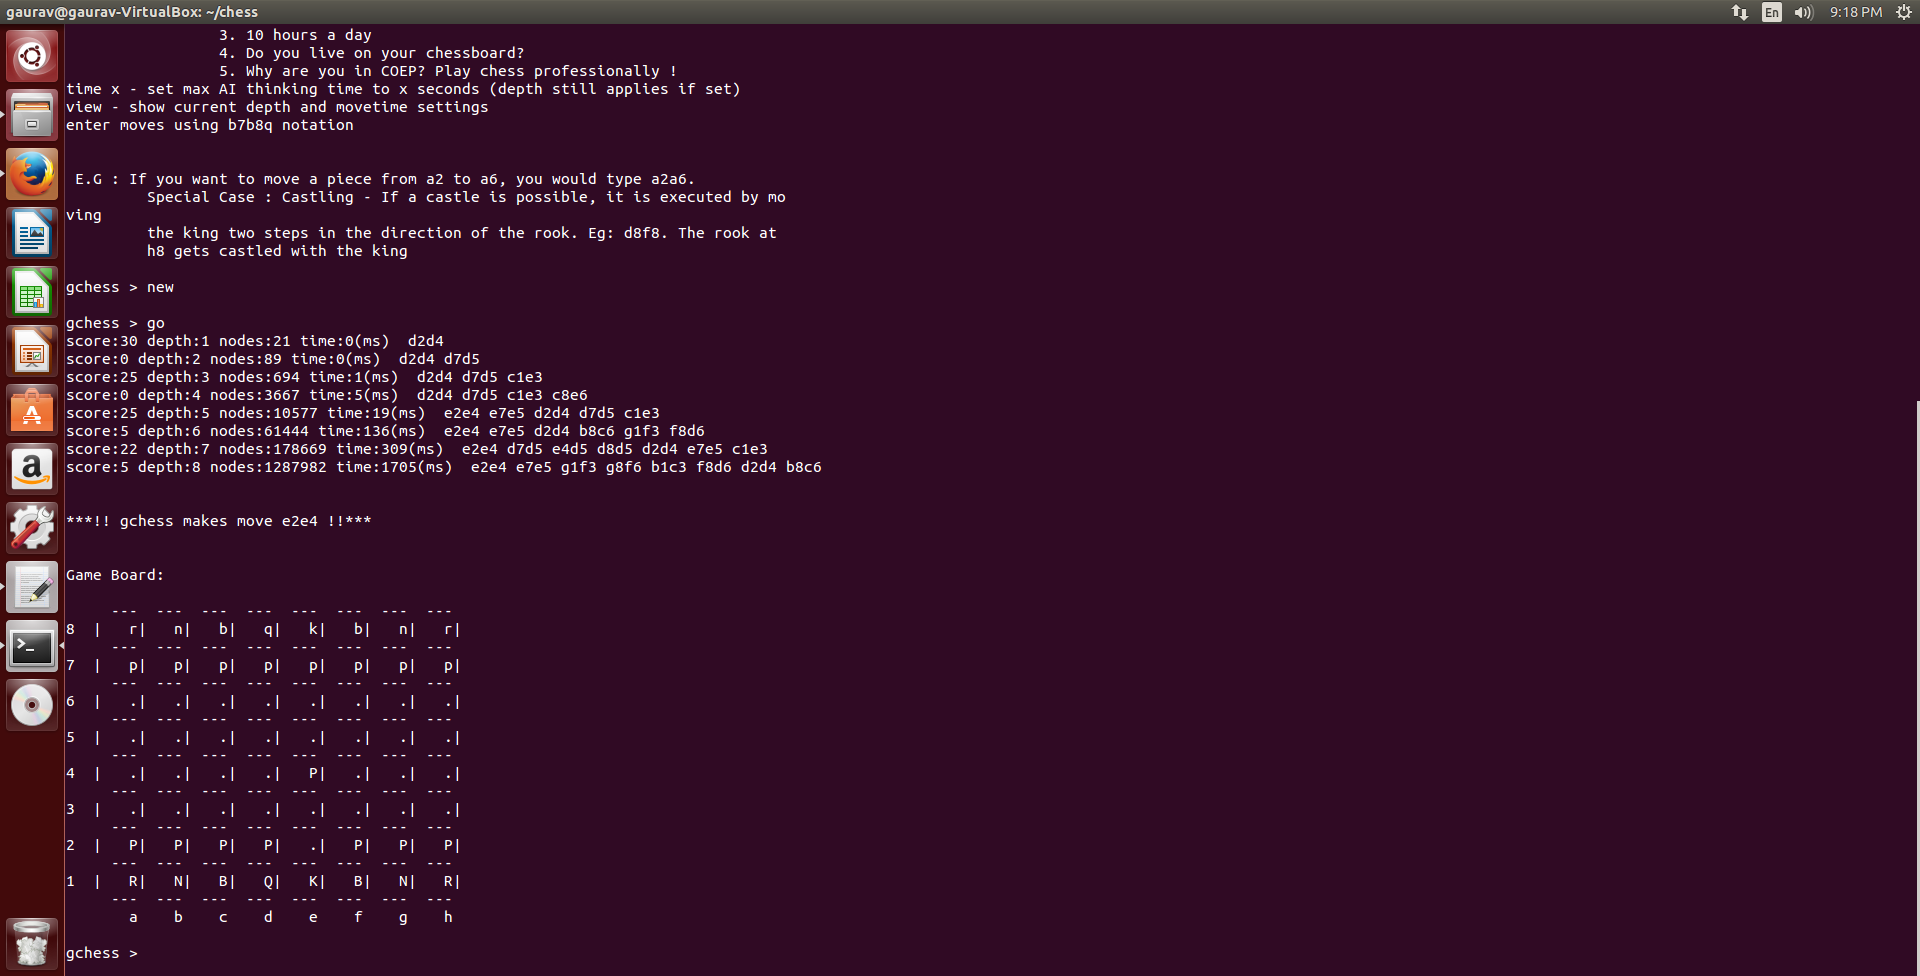 gaurav@gaurav-VirtualBox: ~/chess
En
9:18 PM
3. 10 hours a day
4. Do you live on your chessboard?
5. Why are you in COEP? Play chess professionally !
time x - set max AI thinking time to x seconds (depth still applies if set)
view - show current depth and movetime settings
enter moves using b7b8q notation
E.G : If you want to move a piece from a2 to a6, you would type a2a6.
Special Case : Castling - If a castle is possible, it is executed by mo
ving
the king two steps in the direction of the rook. Eg: d8f8. The rook at
h8 gets castled with the king
gchess > new
gchess > go
score:30 depth:1 nodes:21 time:0(ms)  d2d4
score:0 depth:2 nodes:89 time:0(ms)  d2d4 d7d5
score:25 depth:3 nodes:694 time:1(ms)  d2d4 d7d5 c1e3
score:0 depth:4 nodes:3667 time:5(ms)  d2d4 d7d5 c1e3 c8e6
score:25 depth:5 nodes:10577 time:19(ms)  e2e4 e7e5 d2d4 d7d5 c1e3
score:5 depth:6 nodes:61444 time:136(ms)  e2e4 e7e5 d2d4 b8c6 g1f3 f8d6
score:22 depth:7 nodes:178669 time:309(ms)  e2e4 d7d5 e4d5 d8d5 d2d4 e7e5 c1e3
score:5 depth:8 nodes:1287982 time:1705(ms)  e2e4 e7e5 g1f3 g8f6 b1c3 f8d6 d2d4 b8c6
***!! gchess makes move e2e4 !!***
Game Board:
---  ---  ---  ---  ---  ---  ---  ---
8  |   r|   n|   b|   q|   k|   b|   n|   r|
---  ---  ---  ---  ---  ---  ---  ---
7  |   p|   p|   p|   p|   p|   p|   p|   p|
---  ---  ---  ---  ---  ---  ---  ---
6  |   .|   .|   .|   .|   .|   .|   .|   .|
---  ---  ---  ---  ---  ---  ---  ---
5  |   .|   .|   .|   .|   .|   .|   .|   .|
---  ---  ---  ---  ---  ---  ---  ---
4  |   .|   .|   .|   .|   P|   .|   .|   .|
---  ---  ---  ---  ---  ---  ---  ---
3  |   .|   .|   .|   .|   .|   .|   .|   .|
---  ---  ---  ---  ---  ---  ---  ---
2  |   P|   P|   P|   P|   .|   P|   P|   P|
---  ---  ---  ---  ---  ---  ---  ---
1  |   R|   N|   B|   Q|   K|   B|   N|   R|
---  ---  ---  ---  ---  ---  ---  ---
a    b    c    d    e    f    g    h
gchess >